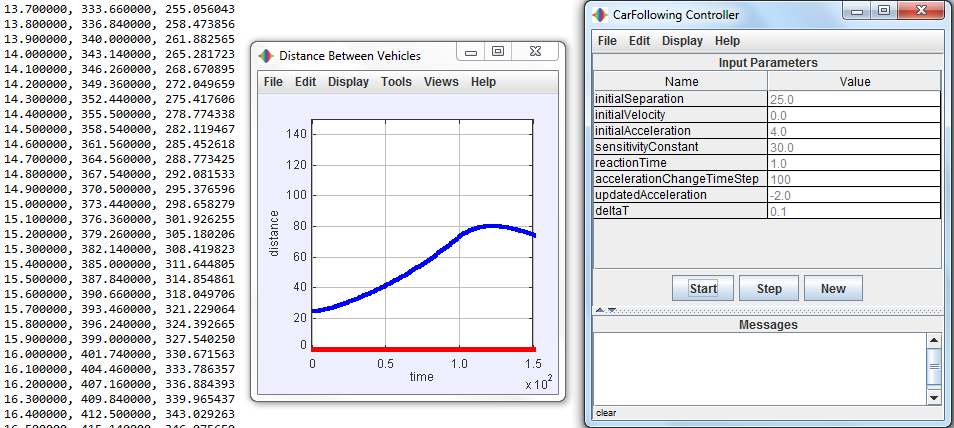 13.700000, 333.660000, 255.056043
13.800000, 336.840000, 258.473856
13.900000, 340.000000, 261.882565
14.000000, 343.140000, 265.281723
14.100000, 346.260000, 268.670895
14.200000, 349.360000, 272.049659
14.300000, 352.440000, 275.417606
14.400000, 355.500000, 278.774338
14.500000, 358.540000, 282.119467
14.600000, 361.560000, 285.452618
14.700000, 364.560000, 288.773425
14.800000, 367.540000, 292.081533
14.900000, 370.500000, 295.376596
15.000000, 373.440000, 298.658279
15.100000, 376.360000, 301.926255
15.200000, 379.260000, 305.180206
15.300000, 382.140000, 308.419823
15.400000, 385.000000, 311.644805
15.500000, 387.840000, 314.854861
15.600000, 390.660000, 318.049706
15.700000, 393.460000, 321.229064
15.800000, 396.240000, 324.392665
15.900000, 399.000000, 327.540250
16.000000, 401.740000, 330.671563
16.100000, 404.460000, 333.786357
16.200000, 407.160000, 336.884393
16.300000, 409.840000, 339.965437
16.400000, 412.500000, 343.029263
16.500000, 415.140000, 346.075650
Distance Between Vehicles
File Edit Display Tools Views Help
140
120
100
80
60
40
20
0
distance
0 0.5 1.0 1.5
time
x 10^2
CarFollowing Controller
File Edit Display Help
Input Parameters
Name Value
initialSeparation 25.0
initialVelocity 0.0
initialAcceleration 4.0
sensitivityConstant 30.0
reactionTime 1.0
accelerationChangeTimeStep 100
updatedAcceleration -2.0
deltaT 0.1
Start Step New
Messages
clear